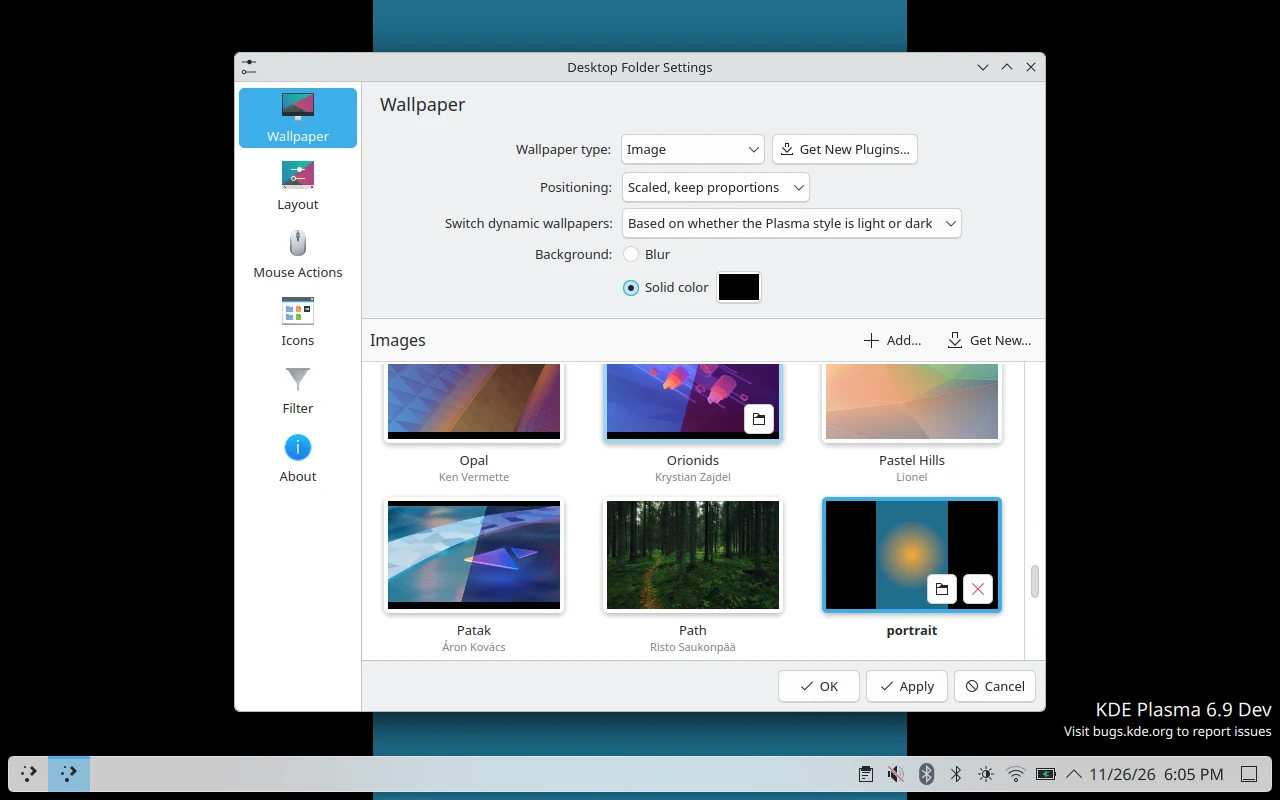 Desktop Folder Settings
Wallpaper
Layout
Mouse Actions
Icons
Filter
About
Wallpaper
Wallpaper type: Image Get New Plugins...
Positioning: Scaled, keep proportions
Switch dynamic wallpapers: Based on whether the Plasma style is light or dark
Background: Blur
Solid color
Images Add... Get New...
Opal
Ken Vermette
Orionids
Krystian Zajdel
Pastel Hills
Lionel
Patak
Áron Kovács
Path
Risto Saukonpää
portrait
OK Apply Cancel
KDE Plasma 6.9 Dev
Visit bugs.kde.org to report issues
11/26/26 6:05 PM